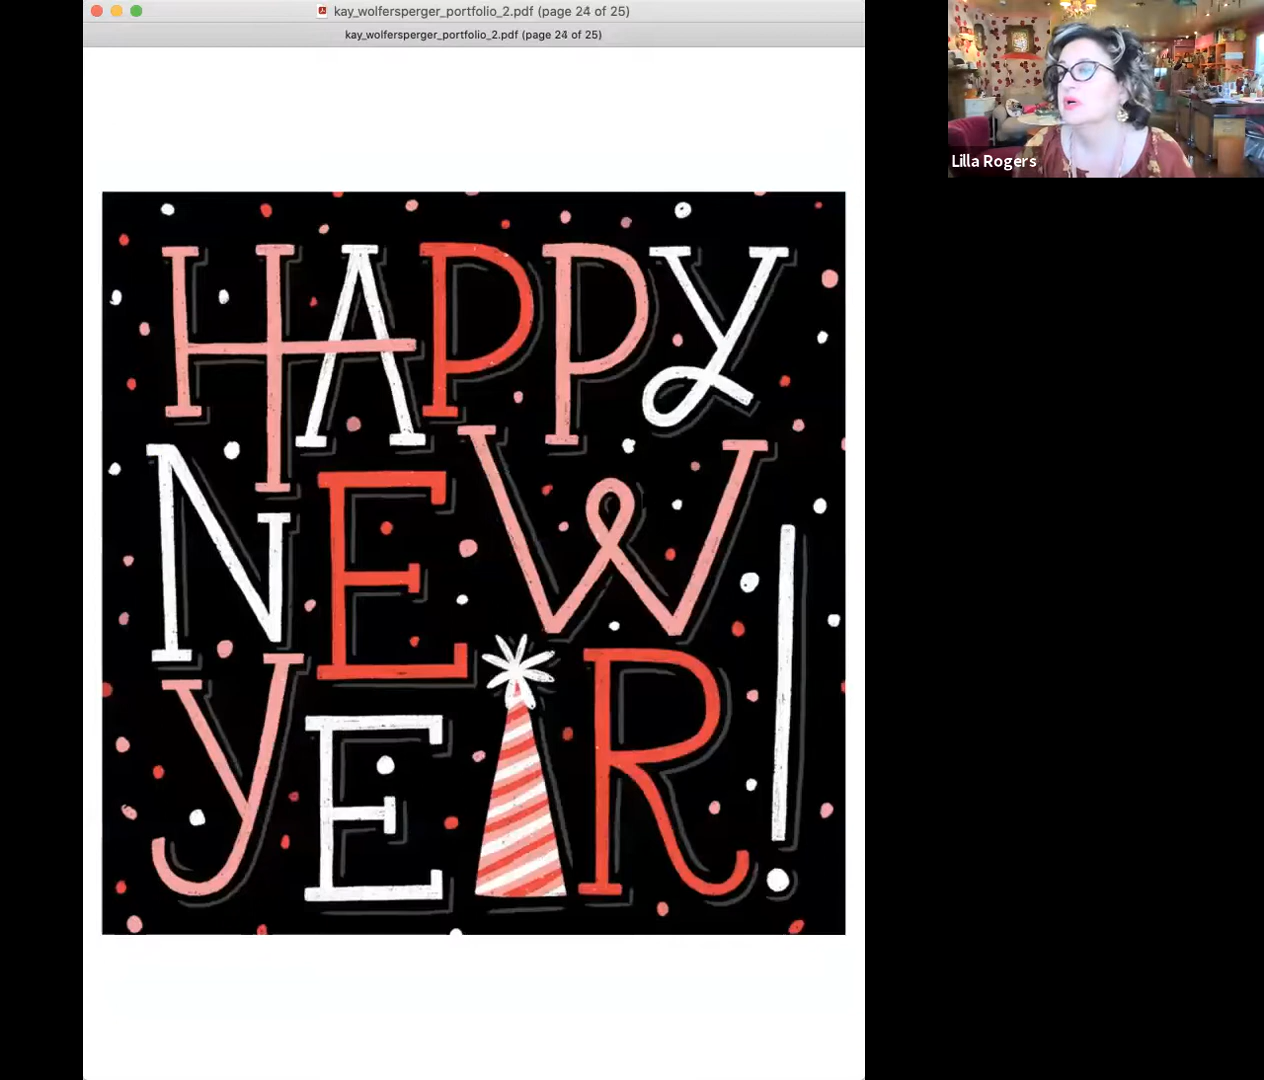 kay_wolfersperger_portfolio_2.pdf (page 24 of 25)
kay_wolfersperger_portfolio_2.pdf (page 24 of 25)
Lilla Rogers
HAPPY
NEW
YEAR!